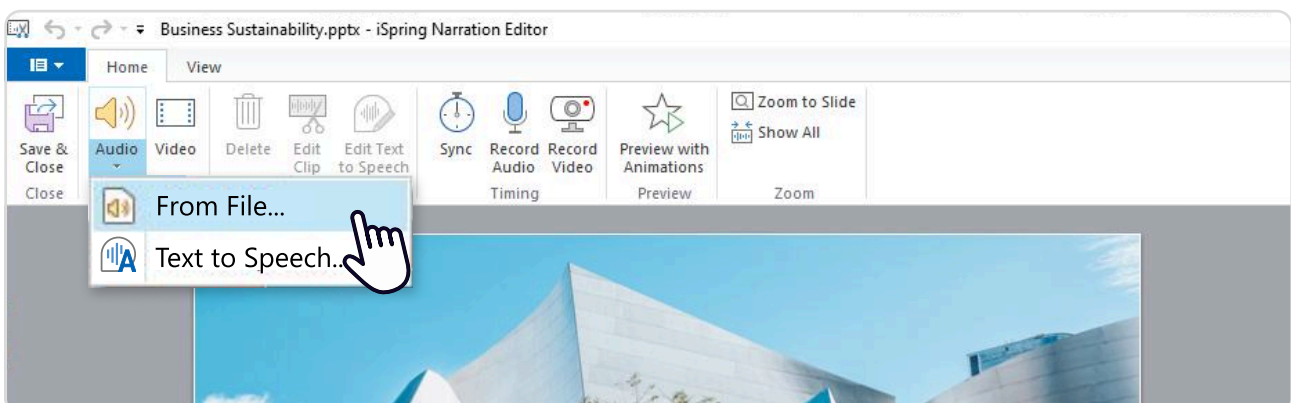 Business Sustainability.pptx - iSpring Narration Editor
Home View
Save & Close
Audio
Video
Delete
Edit Clip
Edit Text to Speech
Sync
Record Audio
Record Video
Preview with Animations
Zoom to Slide
Show All
Close
Timing
Preview
Zoom
From File...
Text to Speech..